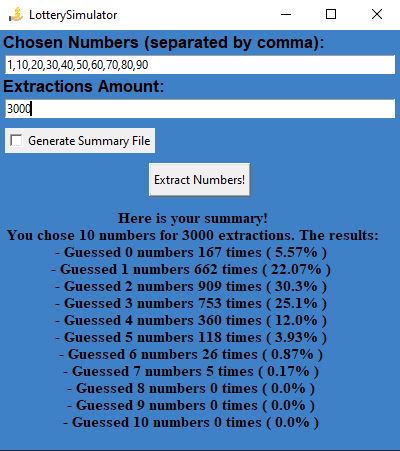 LotterySimulator
Chosen Numbers (separated by comma):
1,10,20,30,40,50,60,70,80,90
Extractions Amount:
3000
Generate Summary File
Extract Numbers!
Here is your summary!
You chose 10 numbers for 3000 extractions. The results:
- Guessed 0 numbers 167 times ( 5.57% )
- Guessed 1 numbers 662 times ( 22.07% )
- Guessed 2 numbers 909 times ( 30.3% )
- Guessed 3 numbers 753 times ( 25.1% )
- Guessed 4 numbers 360 times ( 12.0% )
- Guessed 5 numbers 118 times ( 3.93% )
- Guessed 6 numbers 26 times ( 0.87% )
- Guessed 7 numbers 5 times ( 0.17% )
- Guessed 8 numbers 0 times ( 0.0% )
- Guessed 9 numbers 0 times ( 0.0% )
- Guessed 10 numbers 0 times ( 0.0% )